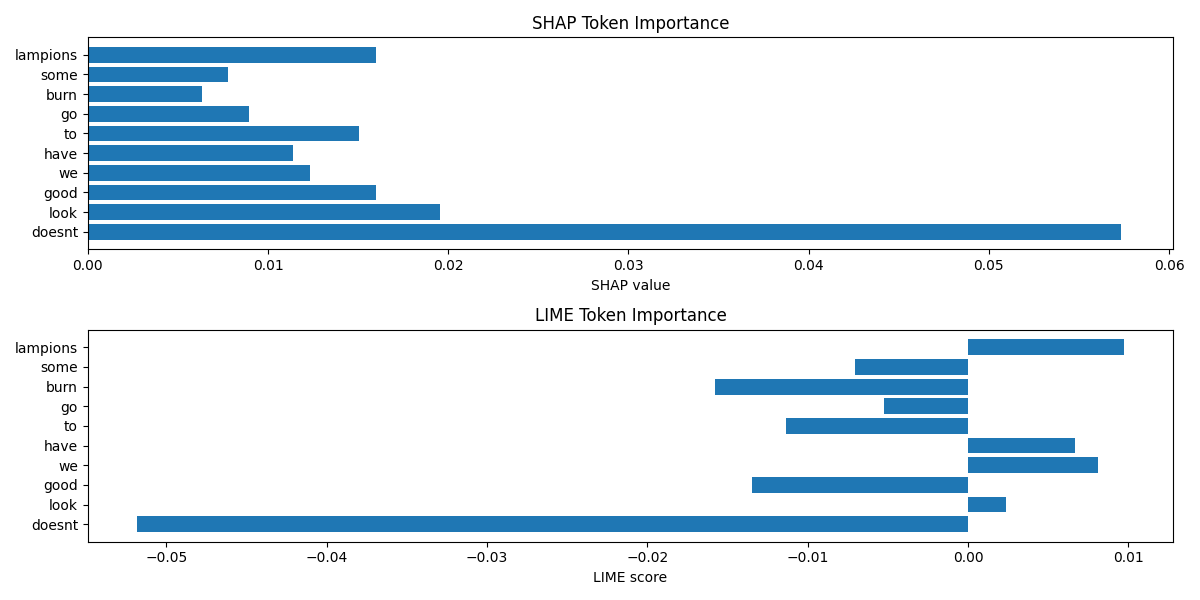 SHAP Token Importance
lampions
some
burn
go
to
have
we
good
look
doesnt
0.00 0.01 0.02 0.03 0.04 0.05 0.06
SHAP value
LIME Token Importance
lampions
some
burn
go
to
have
we
good
look
doesnt
−0.05 −0.04 −0.03 −0.02 −0.01 0.00 0.01
LIME score